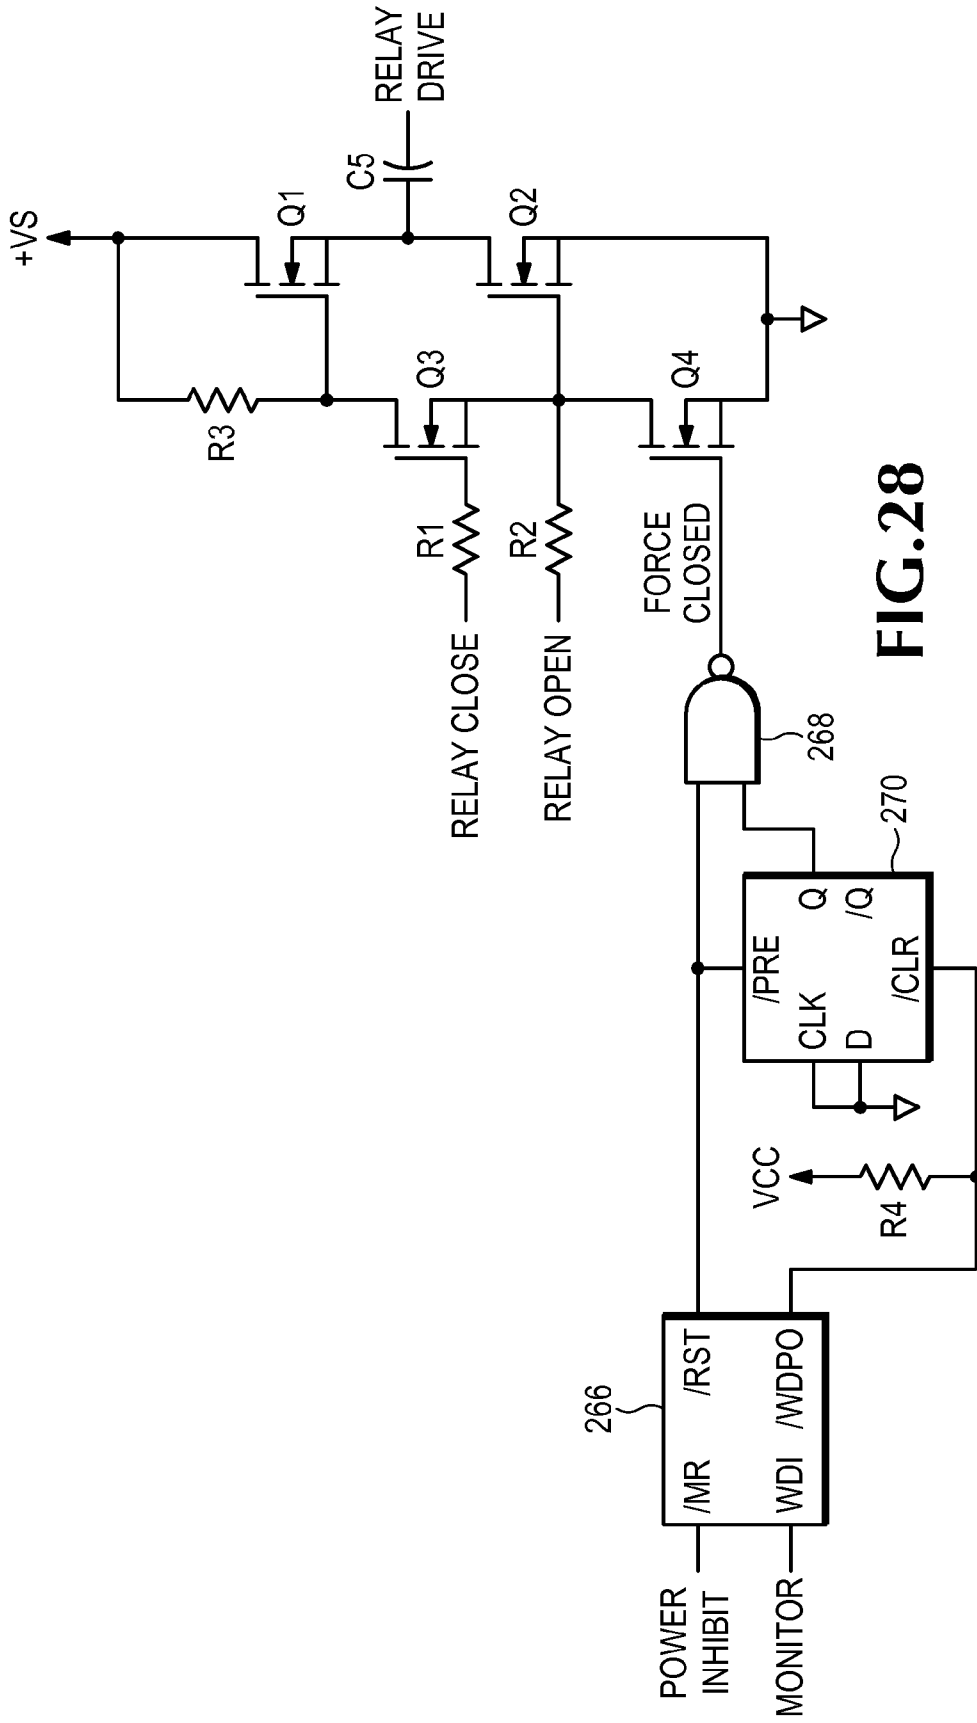 +VS
R3
Q1
C5
RELAY
DRIVE
Q3
Q2
RELAY CLOSE
R1
RELAY OPEN
R2
FORCE
CLOSED
Q4
POWER
INHIBIT
MONITOR
266
/MR
/RST
WDI
/WDPO
VCC
R4
/PRE
CLK
D
Q
/Q
/CLR
270
268
FIG.28